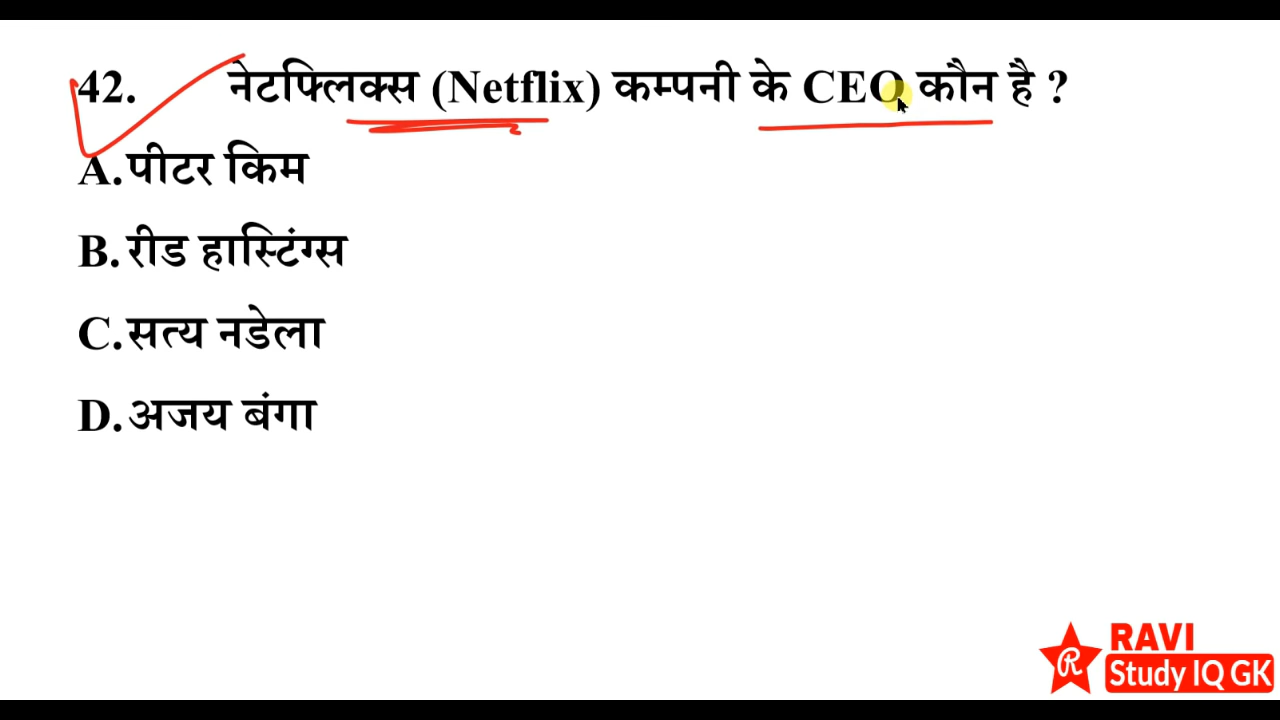 42. नेटफ्लिक्स (Netflix) कम्पनी के CEO कौन है ?
A. पीटर किम
B. रीड हास्टिंग्स
C. सत्य नडेला
D. अजय बंगा
RAVI
R Study IQ GK